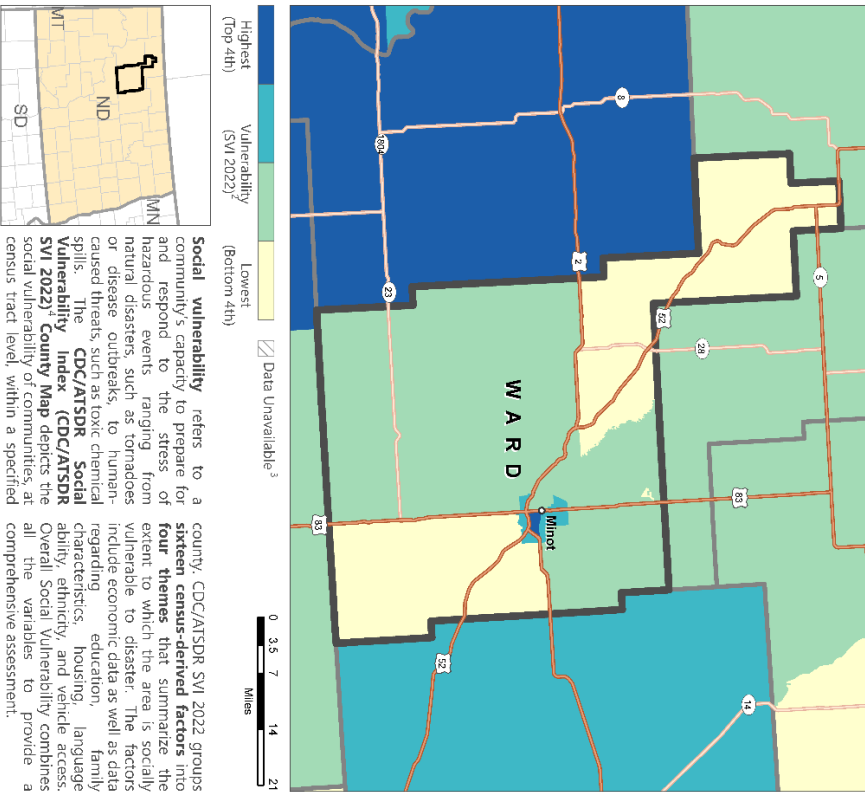 5
83
14
28
52
8
2
Minot
WARD
52
23
1804
83
Highest
(Top 4th)
Vulnerability
(SVI 2022)²
Lowest
(Bottom 4th)
Data Unavailable³
0 3.5 7 14 21
Miles
MT
ND
MN
SD
Social vulnerability refers to a
community's capacity to prepare for
and respond to the stress of
hazardous events ranging from
natural disasters, such as tornadoes
or disease outbreaks, to human-
caused threats, such as toxic chemical
spills. The CDC/ATSDR Social
Vulnerability Index (CDC/ATSDR
SVI 2022)⁴ County Map depicts the
social vulnerability of communities, at
census tract level, within a specified
county. CDC/ATSDR SVI 2022 groups
sixteen census-derived factors into
four themes that summarize the
extent to which the area is socially
vulnerable to disaster. The factors
include economic data as well as data
regarding education, family
characteristics, housing, language
ability, ethnicity, and vehicle access.
Overall Social Vulnerability combines
all the variables to provide a
comprehensive assessment.